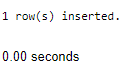 1 row(s) inserted.
0.00 seconds